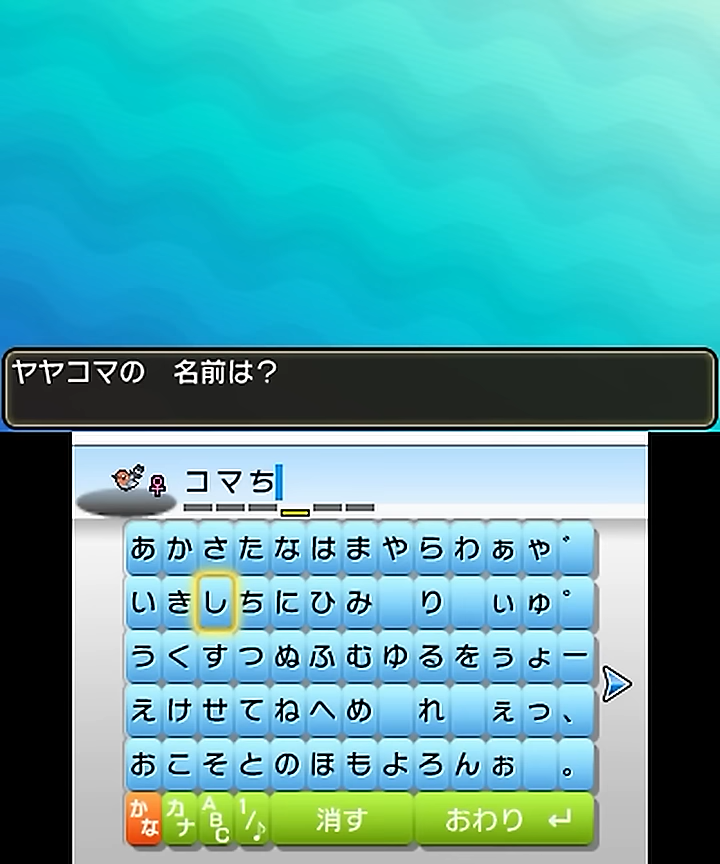 ヤヤコマの　名前は？
コマち
あかさたなはまやらわぁゃ゛
いきしちにひみ　り　ぃゅ゜
うくすつぬふむゆるをぅょー
えけせてねへめ　れ　ぇっ、
おこそとのほもよろんぉ　。
かな カナ ABC 1/♪ 消す おわり ↵